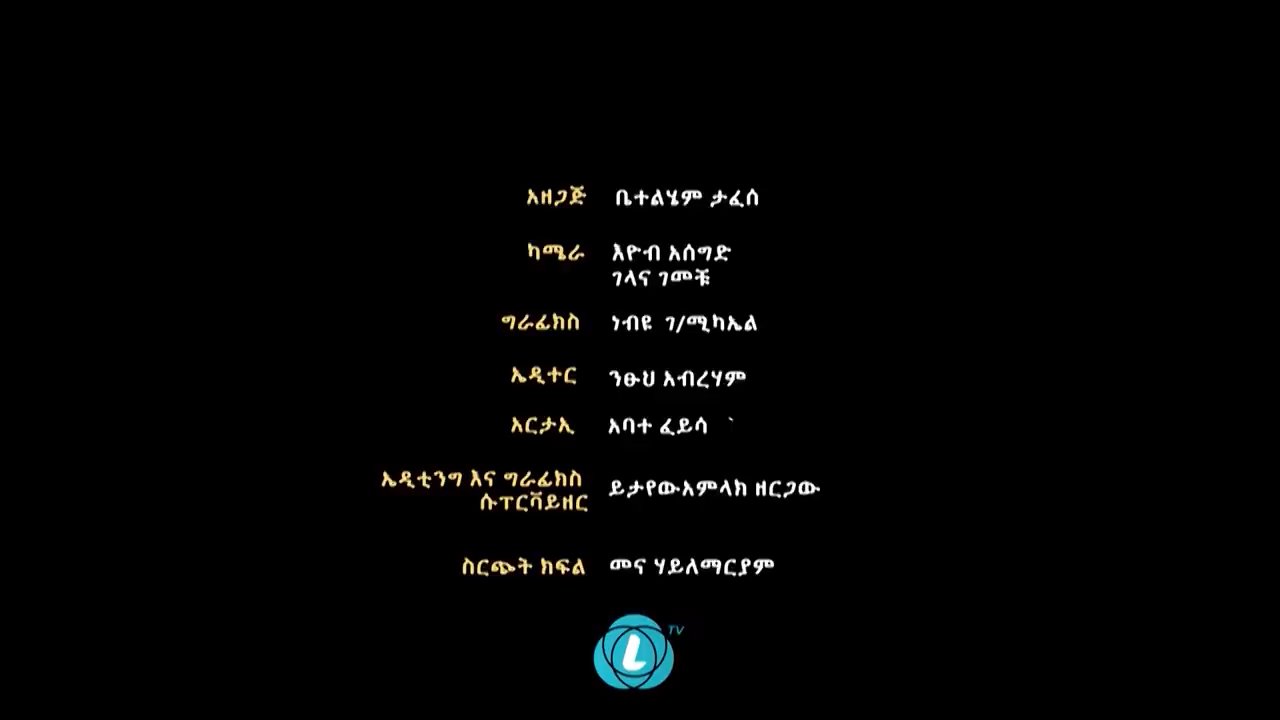 አዘጋጅ ቤተልሄም ታፈሰ
ካሜራ እዮብ አሰግድ
ገላና ገመቹ
ግራፊክስ ነብዩ ገ/ሚካኤል
ኤዲተር ንፁህ አብረሃም
አርታኢ አባተ ፈይሳ `
ኤዲቲንግ እና ግራፊክስ
ሱፐርቫይዘር ይታየውአምላክ ዘርጋው
ስርጭት ክፍል መና ሃይለማርያም
L TV